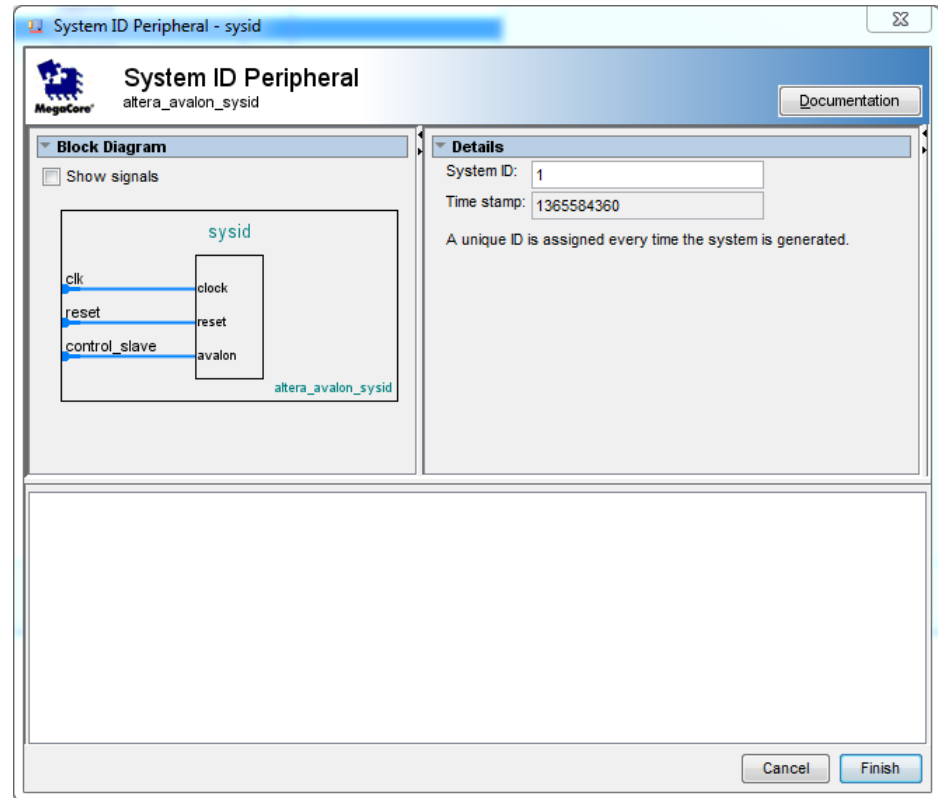 System ID Peripheral - sysid
System ID Peripheral
altera_avalon_sysid
MegaCore®
Documentation
Block Diagram
Show signals
sysid
clk
clock
reset
reset
control_slave
avalon
altera_avalon_sysid
Details
System ID: 1
Time stamp: 1365584360
A unique ID is assigned every time the system is generated.
Cancel
Finish